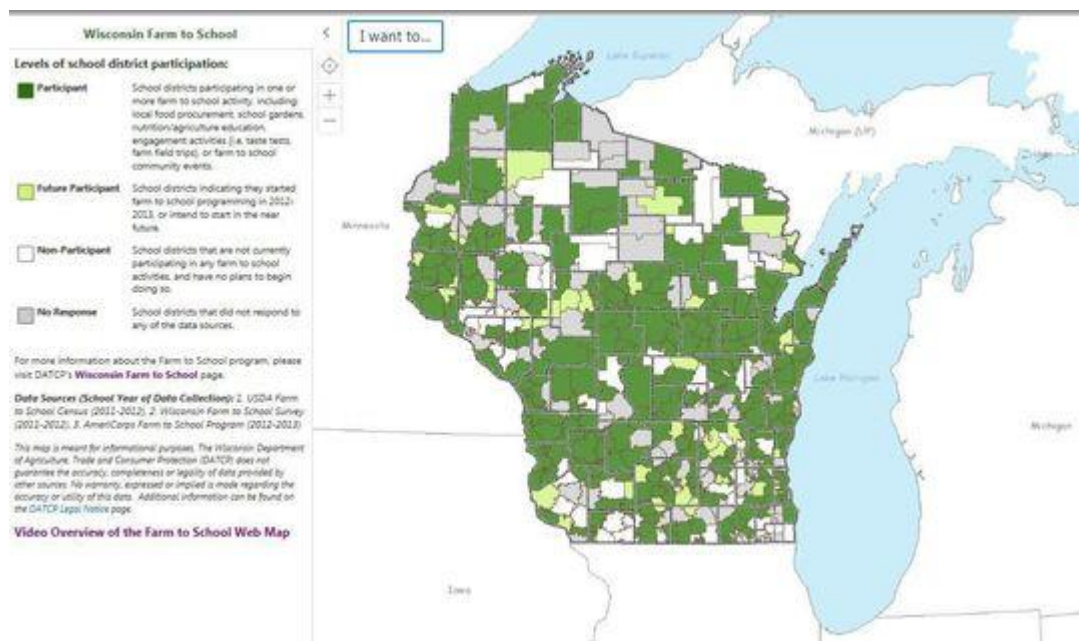 Wisconsin Farm to School
I want to...
Levels of school district participation:
Participant
School districts participating in one or
more farm to school activity, including
local food procurement, school gardens,
nutrition/agriculture education,
engagement activities (i.e. taste tests,
farm field trips), or farm to school
community events.
Future Participant
School districts indicating they started
farm to school programming in 2012-
2013, or intend to start in the near
future.
Non-Participant
School districts that are not currently
participating in any farm to school
activities, and have no plans to begin
doing so.
No Response
School districts that did not respond to
any of the data sources.
For more information about the Farm to School program, please
visit DATCP's Wisconsin Farm to School page.
Data Sources (School Year of Data Collection): 1. USDA Farm
to School Census (2011-2012), 2. Wisconsin Farm to School Survey
(2011-2012), 3. AmeriCorps Farm to School Program (2012-2013)
This map is meant for informational purposes. The Wisconsin Department
of Agriculture, Trade and Consumer Protection (DATCP) does not
guarantee the accuracy, completeness or legality of data provided by
other sources. No warranty, expressed or implied is made regarding the
accuracy or utility of this data. Additional information can be found on
the DATCP Legal Notice page.
Video Overview of the Farm to School Web Map
Lake Superior
Michigan (UP)
Minnesota
Lake Michigan
Michigan
Iowa